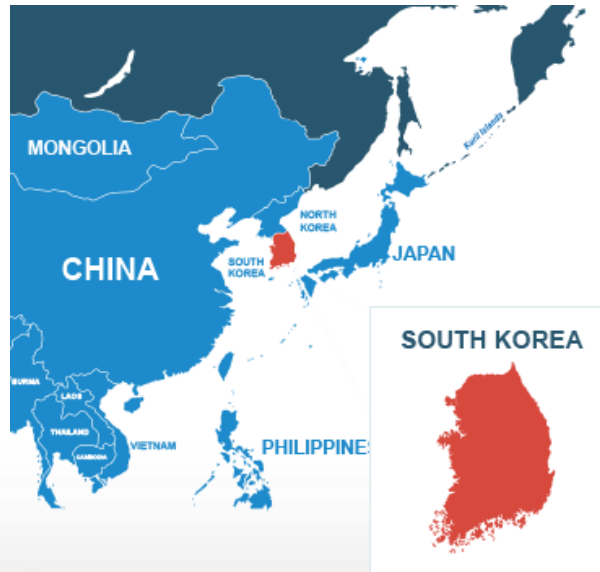 Kuril Islands
MONGOLIA
NORTH
KOREA
JAPAN
SOUTH
KOREA
CHINA
SOUTH KOREA
BURMA
LAOS
THAILAND
VIETNAM
PHILIPPINES
CAMBODIA